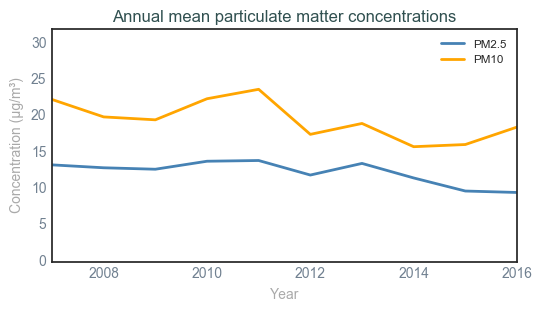 Annual mean particulate matter concentrations
PM2.5
PM10
Concentration (µg/m³)
30
25
20
15
10
5
0
2008
2010
2012
2014
2016
Year